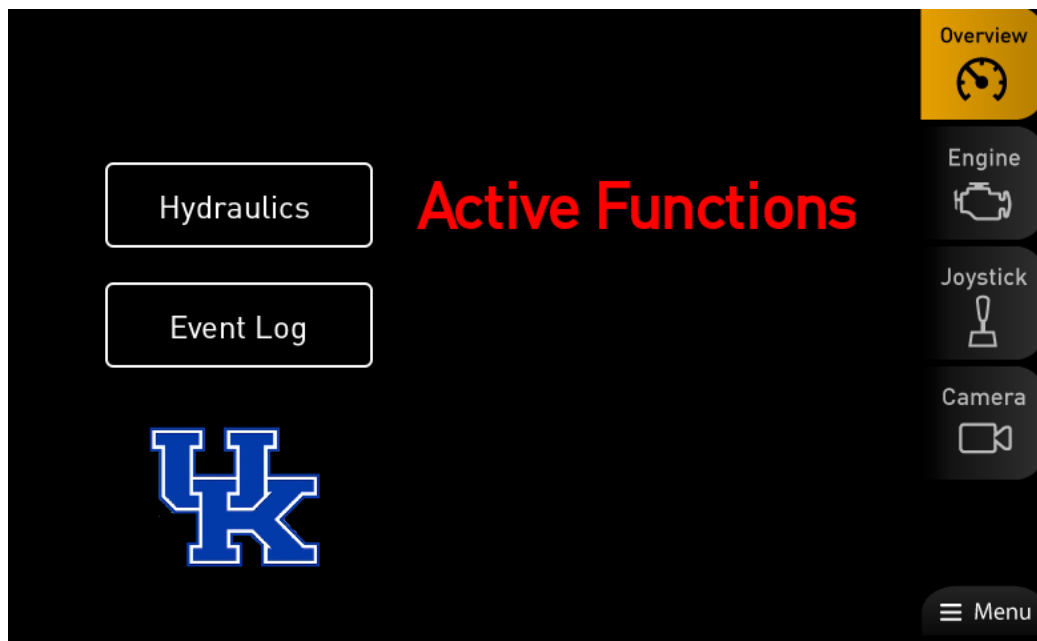 Overview
Engine
Hydraulics
Active Functions
Joystick
Event Log
Camera
UK
Menu